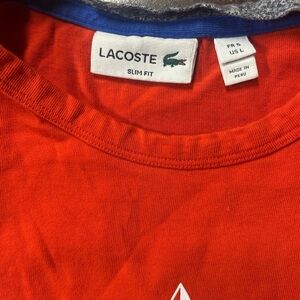 LACOSTE
SLIM FIT
FR 5
US L
MADE IN
PERU